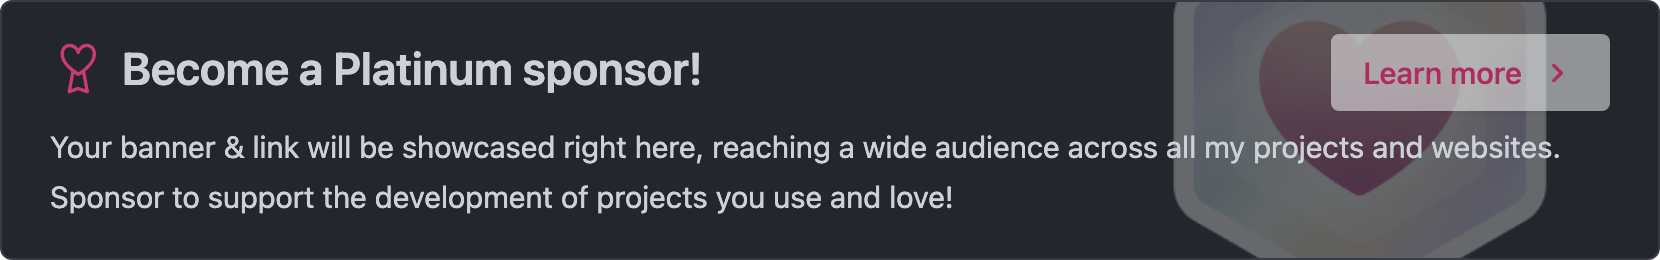 Become a Platinum sponsor!
Learn more
Your banner & link will be showcased right here, reaching a wide audience across all my projects and websites.
Sponsor to support the development of projects you use and love!